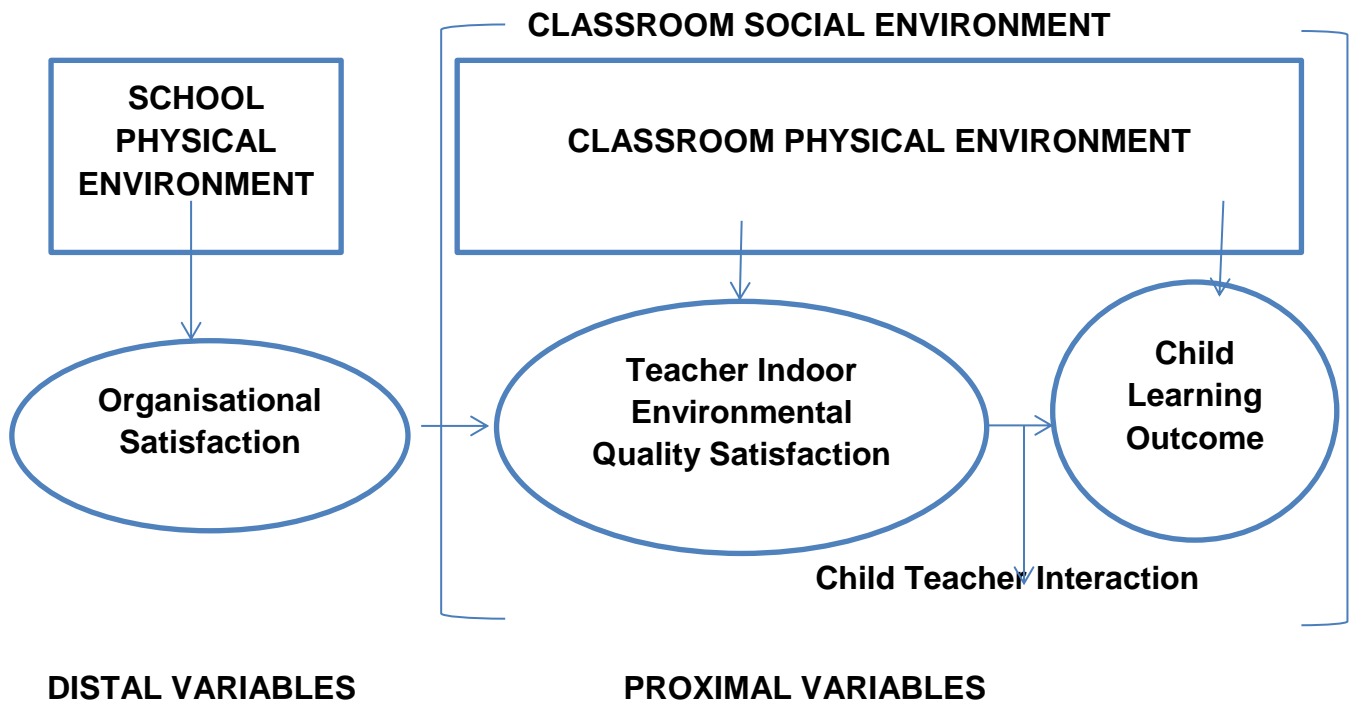 CLASSROOM SOCIAL ENVIRONMENT
SCHOOL
PHYSICAL
ENVIRONMENT
CLASSROOM PHYSICAL ENVIRONMENT
Organisational
Satisfaction
Teacher Indoor
Environmental
Quality Satisfaction
Child
Learning
Outcome
Child Teacher Interaction
DISTAL VARIABLES
PROXIMAL VARIABLES